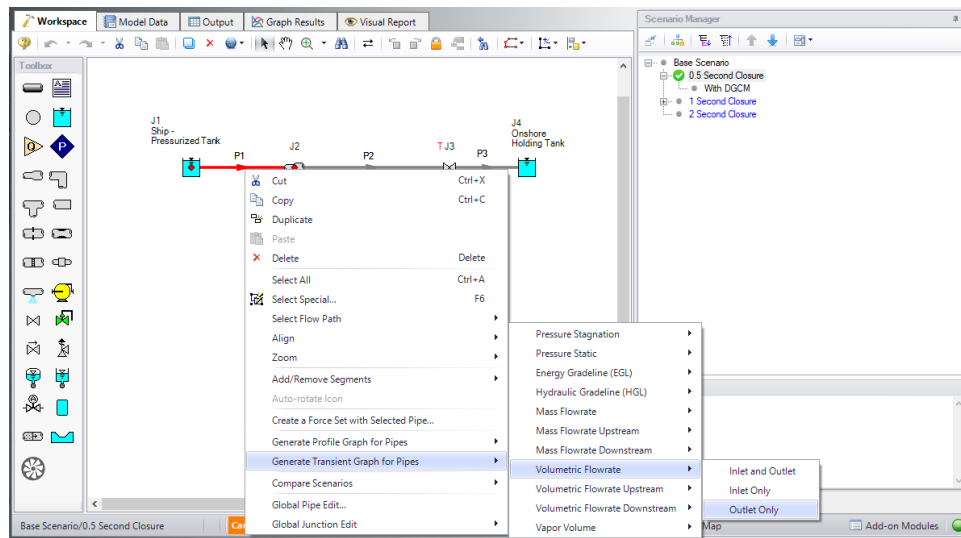 Workspace
Model Data
Output
Graph Results
Visual Report
Scenario Manager
Toolbox
Base Scenario
0.5 Second Closure
With DGCM
1 Second Closure
2 Second Closure
J1
Ship -
Pressurized Tank
P1
J2
P2
T J3
P3
J4
Onshore
Holding Tank
Cut Ctrl+X
Copy Ctrl+C
Duplicate
Paste
Delete Delete
Select All Ctrl+A
Select Special... F6
Select Flow Path
Align
Zoom
Add/Remove Segments
Auto-rotate Icon
Create a Force Set with Selected Pipe...
Generate Profile Graph for Pipes
Generate Transient Graph for Pipes
Compare Scenarios
Global Pipe Edit...
Global Junction Edit
Pressure Stagnation
Pressure Static
Energy Gradeline (EGL)
Hydraulic Gradeline (HGL)
Mass Flowrate
Mass Flowrate Upstream
Mass Flowrate Downstream
Volumetric Flowrate
Volumetric Flowrate Upstream
Volumetric Flowrate Downstream
Vapor Volume
Inlet and Outlet
Inlet Only
Outlet Only
Base Scenario/0.5 Second Closure
Map
Add-on Modules